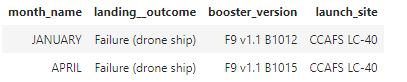 month_name landing__outcome booster_version launch_site
JANUARY Failure (drone ship) F9 v1.1 B1012 CCAFS LC-40
APRIL Failure (drone ship) F9 v1.1 B1015 CCAFS LC-40